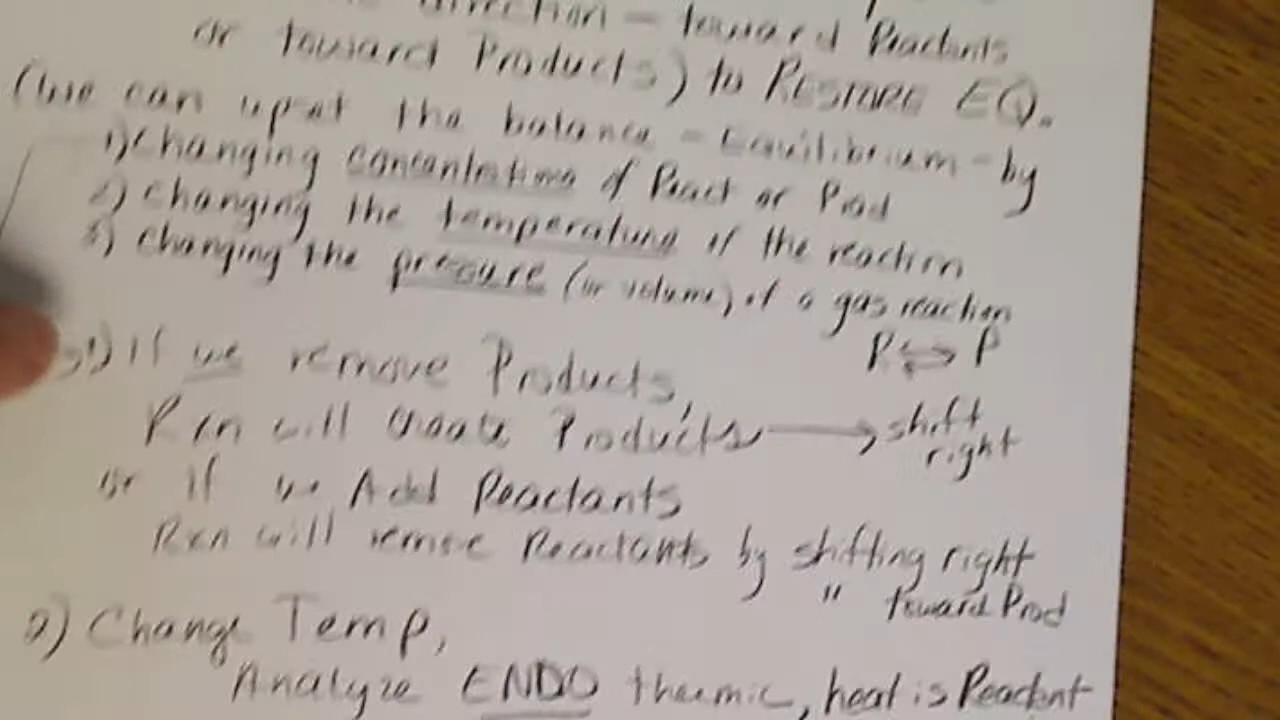 direction - toward Reactants
or toward Products) to RESTORE EQ.
(we can upset the balance - Equilibrium - by
1) Changing concentrations of React or Prod
2) Changing the temperature of the reaction
3) Changing the pressure (or volume) of a gas reaction
R ⇌ P
1) If we remove Products,
Rxn will create Products → shift right
or if we Add Reactants
Rxn will remove Reactants by shifting right
" toward Prod
2) Change Temp,
Analyze ENDO thermic, heat is Reactant